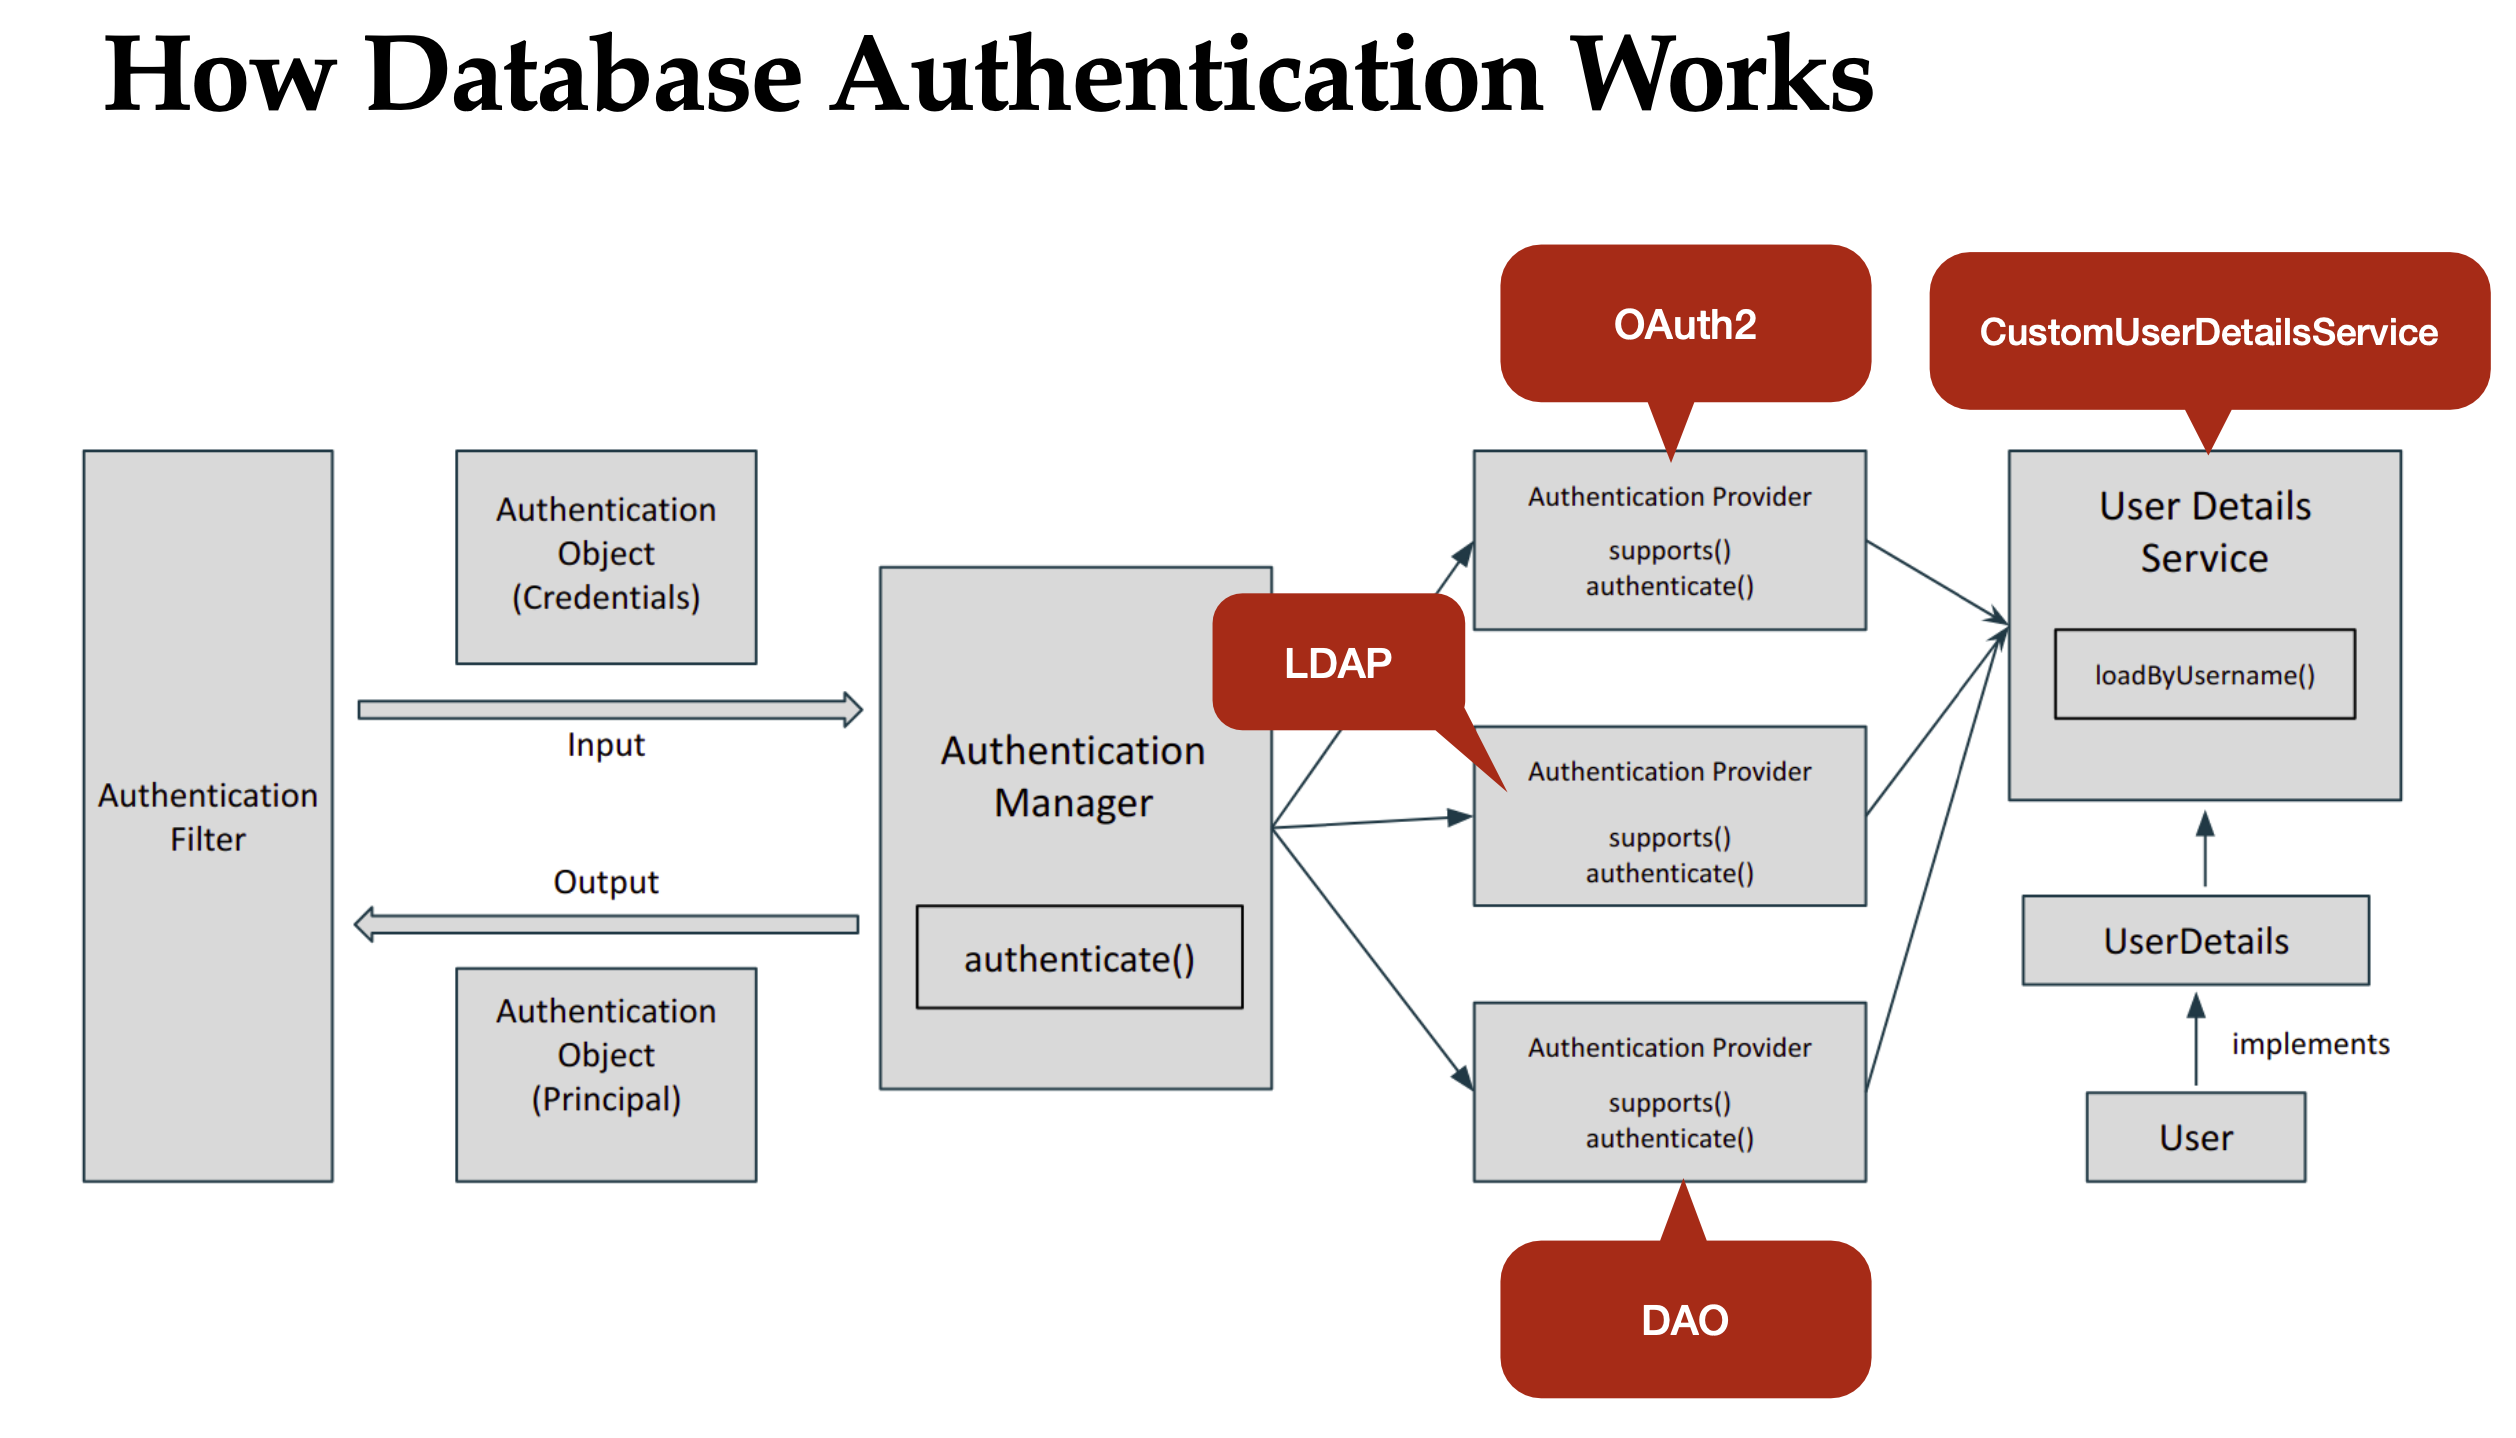 How Database Authentication Works
Authentication
Filter
Authentication
Object
(Credentials)
Input
Output
Authentication
Object
(Principal)
Authentication
Manager
authenticate()
OAuth2
Authentication Provider
supports()
authenticate()
LDAP
Authentication Provider
supports()
authenticate()
Authentication Provider
supports()
authenticate()
DAO
CustomUserDetailsService
User Details
Service
loadByUsername()
UserDetails
implements
User